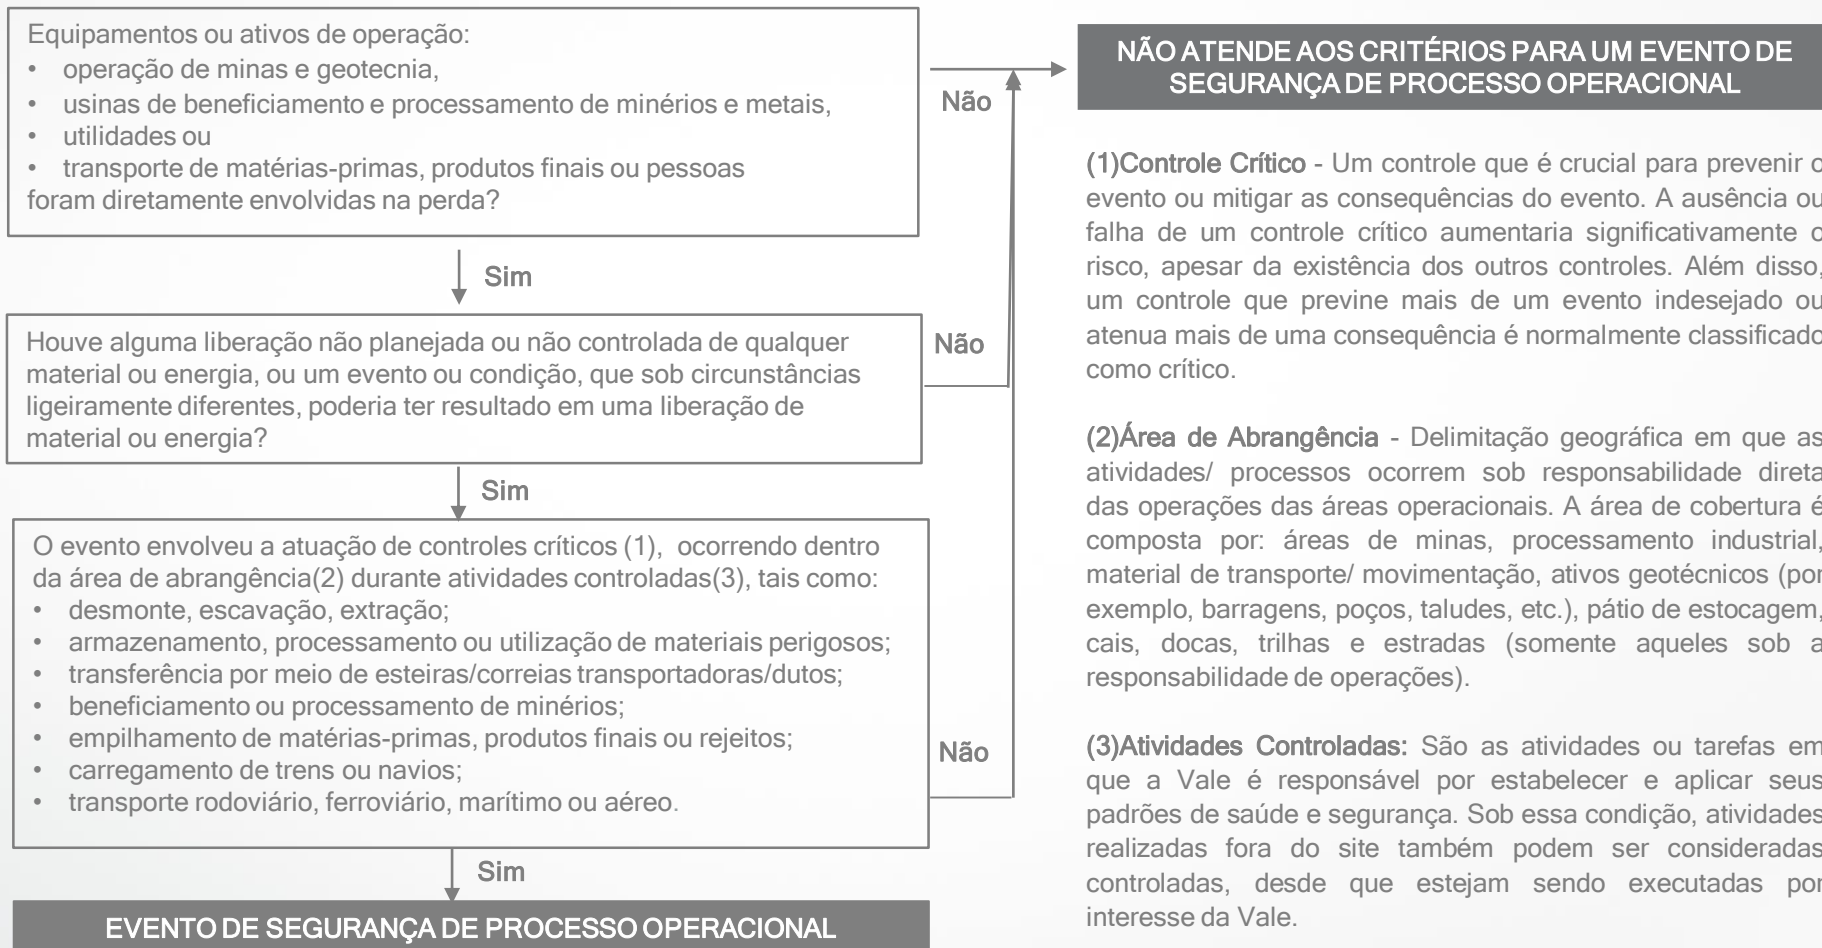 Equipamentos ou ativos de operação:
• operação de minas e geotecnia,
• usinas de beneficiamento e processamento de minérios e metais,
• utilidades ou
• transporte de matérias-primas, produtos finais ou pessoas
foram diretamente envolvidas na perda?
Não
Sim
Houve alguma liberação não planejada ou não controlada de qualquer
material ou energia, ou um evento ou condição, que sob circunstâncias
ligeiramente diferentes, poderia ter resultado em uma liberação de
material ou energia?
Não
Sim
O evento envolveu a atuação de controles críticos (1), ocorrendo dentro
da área de abrangência(2) durante atividades controladas(3), tais como:
• desmonte, escavação, extração;
• armazenamento, processamento ou utilização de materiais perigosos;
• transferência por meio de esteiras/correias transportadoras/dutos;
• beneficiamento ou processamento de minérios;
• empilhamento de matérias-primas, produtos finais ou rejeitos;
• carregamento de trens ou navios;
• transporte rodoviário, ferroviário, marítimo ou aéreo.
Não
Sim
EVENTO DE SEGURANÇA DE PROCESSO OPERACIONAL
NÃO ATENDE AOS CRITÉRIOS PARA UM EVENTO DE
SEGURANÇA DE PROCESSO OPERACIONAL
(1)Controle Crítico - Um controle que é crucial para prevenir o
evento ou mitigar as consequências do evento. A ausência ou
falha de um controle crítico aumentaria significativamente o
risco, apesar da existência dos outros controles. Além disso,
um controle que previne mais de um evento indesejado ou
atenua mais de uma consequência é normalmente classificado
como crítico.
(2)Área de Abrangência - Delimitação geográfica em que as
atividades/ processos ocorrem sob responsabilidade direta
das operações das áreas operacionais. A área de cobertura é
composta por: áreas de minas, processamento industrial,
material de transporte/ movimentação, ativos geotécnicos (por
exemplo, barragens, poços, taludes, etc.), pátio de estocagem,
cais, docas, trilhas e estradas (somente aqueles sob a
responsabilidade de operações).
(3)Atividades Controladas: São as atividades ou tarefas em
que a Vale é responsável por estabelecer e aplicar seus
padrões de saúde e segurança. Sob essa condição, atividades
realizadas fora do site também podem ser consideradas
controladas, desde que estejam sendo executadas por
interesse da Vale.